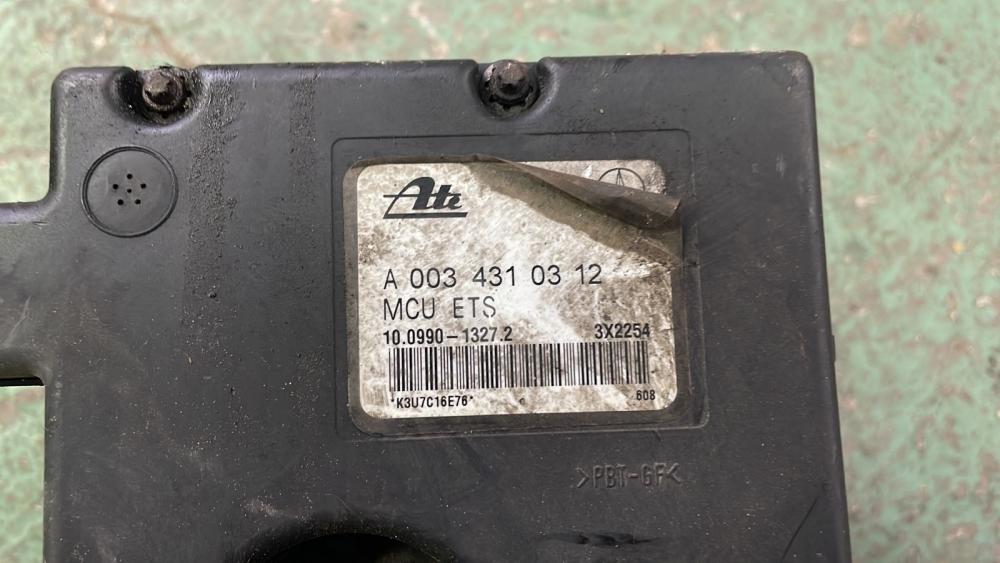 Ate
A 003 431 03 12
MCU ETS
10.0990-1327.2 3X2254
*K3U7C16E76* 608
>PBT-GF<